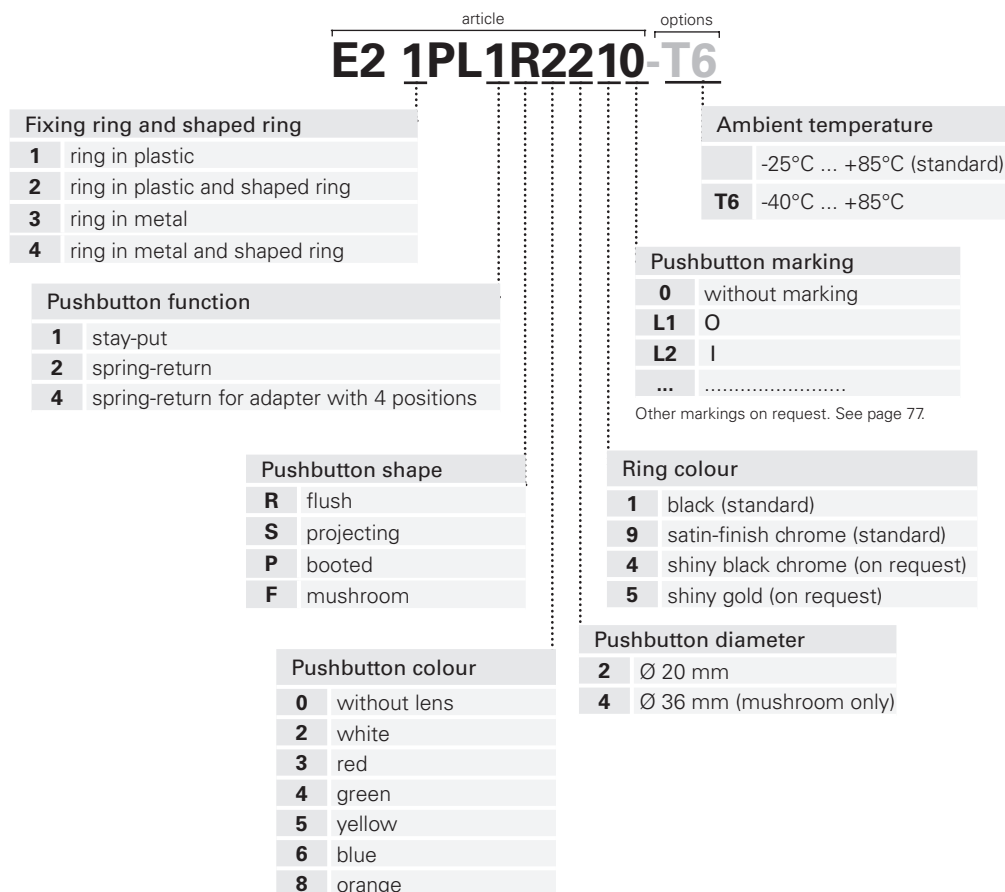 article
options
E2 1PL1R2210-T6
Fixing ring and shaped ring
1 ring in plastic
2 ring in plastic and shaped ring
3 ring in metal
4 ring in metal and shaped ring
Ambient temperature
-25°C ... +85°C (standard)
T6 -40°C ... +85°C
Pushbutton function
1 stay-put
2 spring-return
4 spring-return for adapter with 4 positions
Pushbutton marking
0 without marking
L1 O
L2 I
... ........................
Other markings on request. See page 77.
Pushbutton shape
R flush
S projecting
P booted
F mushroom
Ring colour
1 black (standard)
9 satin-finish chrome (standard)
4 shiny black chrome (on request)
5 shiny gold (on request)
Pushbutton diameter
2 Ø 20 mm
4 Ø 36 mm (mushroom only)
Pushbutton colour
0 without lens
2 white
3 red
4 green
5 yellow
6 blue
8 orange